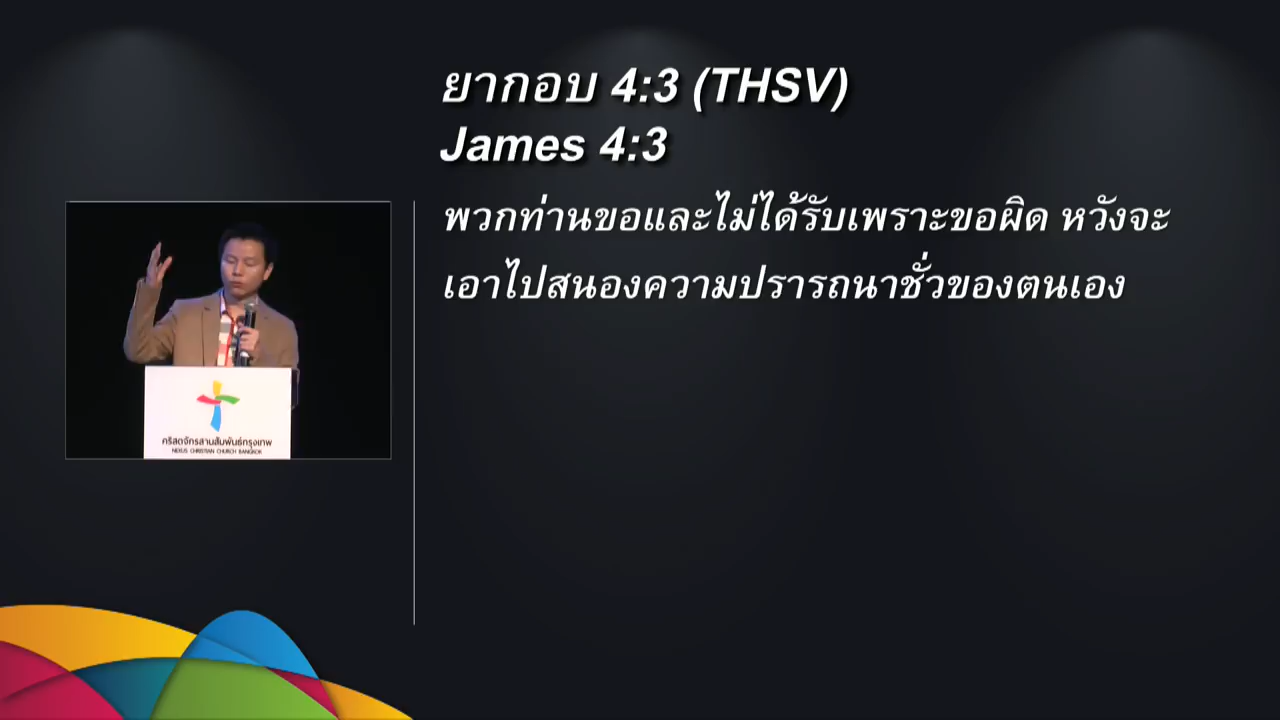 ยากอบ 4:3 (THSV)
James 4:3
พวกท่านขอและไม่ได้รับเพราะขอผิด หวังจะ
เอาไปสนองความปรารถนาชั่วของตนเอง
คริสตจักรสานสัมพันธ์กรุงเทพ
NEXUS CHRISTIAN CHURCH BANGKOK